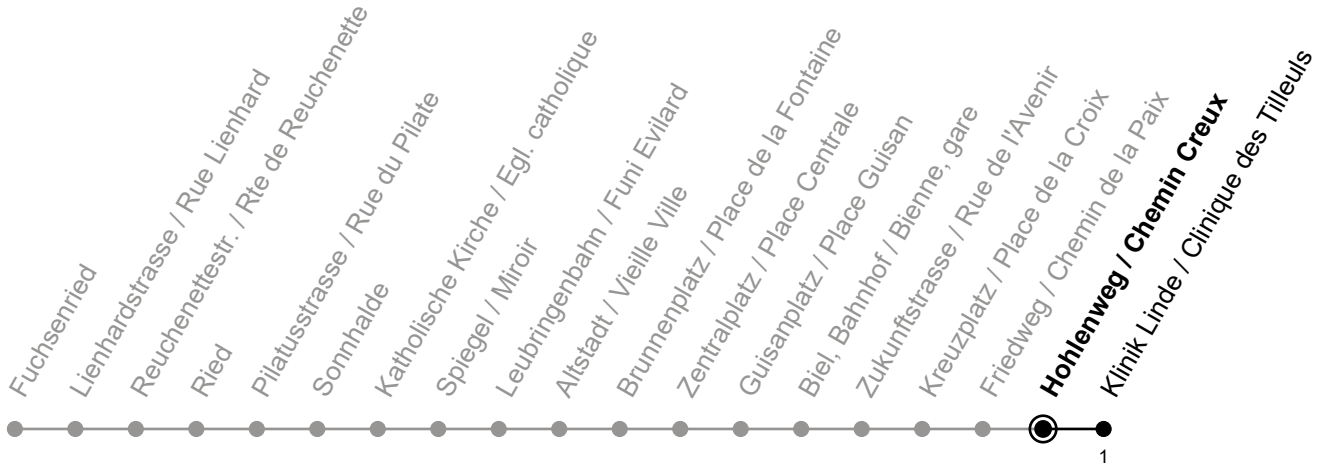 Fuchsenried
Lienhardstrasse / Rue Lienhard
Reuchenettestr. / Rte de Reuchenette
Ried
Pilatusstrasse / Rue du Pilate
Sonnhalde
Katholische Kirche / Egl. catholique
Spiegel / Miroir
Leubringenbahn / Funi Evilard
Altstadt / Vieille Ville
Brunnenplatz / Place de la Fontaine
Zentralplatz / Place Centrale
Guisanplatz / Place Guisan
Biel, Bahnhof / Bienne, gare
Zukunftstrasse / Rue de l'Avenir
Kreuzplatz / Place de la Croix
Friedweg / Chemin de la Paix
Hohlenweg / Chemin Creux
Klinik Linde / Clinique des Tilleuls
1